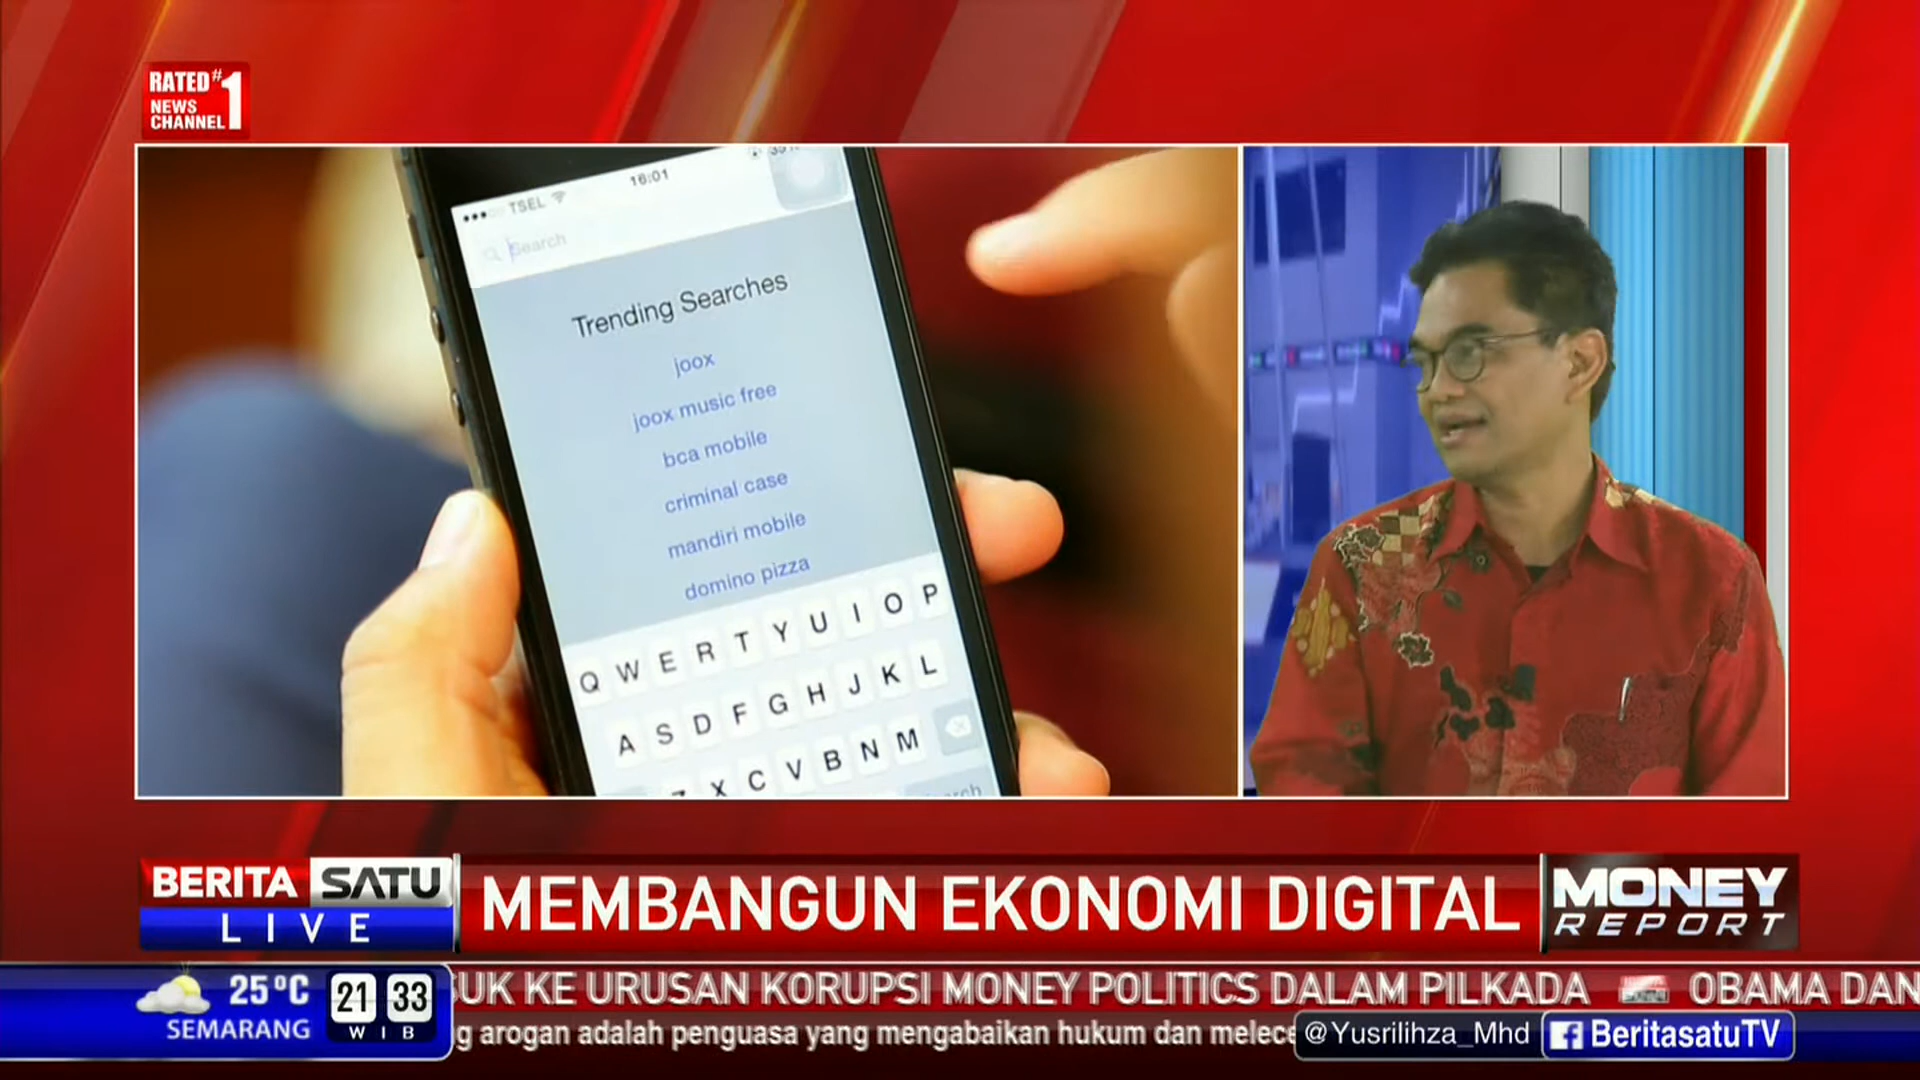 RATED #1
NEWS
CHANNEL
TSEL
16:01
Search
Trending Searches
joox
joox music free
bca mobile
criminal case
mandiri mobile
domino pizza
Q W E R T Y U I O P
A S D F G H J K L
X C V B N M
BERITA SATU
LIVE
MEMBANGUN EKONOMI DIGITAL
MONEY
REPORT
25°C
SEMARANG
21 33
WIB
KE URUSAN KORUPSI MONEY POLITICS DALAM PILKADA
OBAMA DAN
arogan adalah penguasa yang mengabaikan hukum dan
@Yusrilihza_Mhd
BeritasatuTV